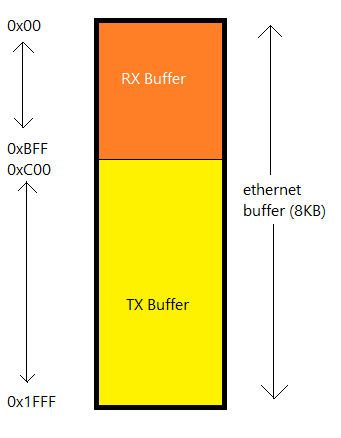 0x00
RX Buffer
0xBFF
0xC00
ethernet
buffer (8KB)
TX Buffer
0x1FFF